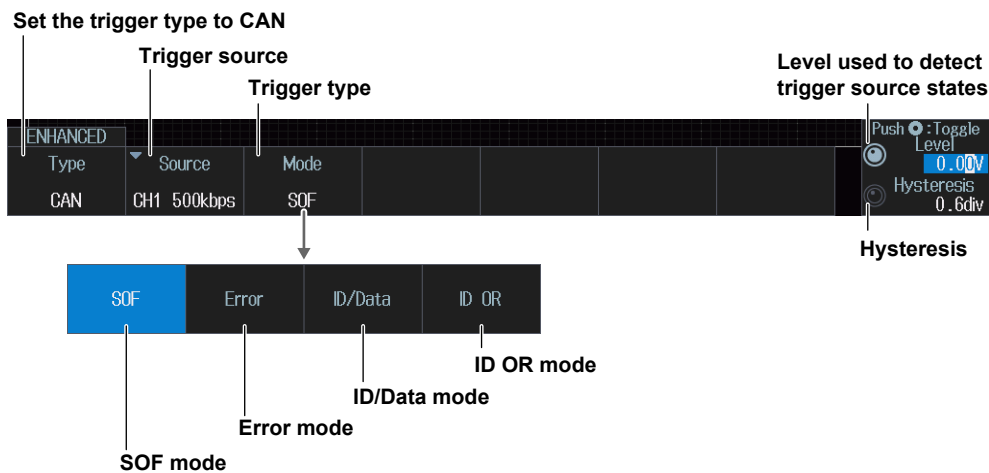 Set the trigger type to CAN
Trigger source
Trigger type
Level used to detect
trigger source states
ENHANCED
Type
Source
Mode
CAN
CH1 500kbps
SOF
Push :Toggle
Level
0.00V
Hysteresis
0.6div
Hysteresis
SOF
Error
ID/Data
ID OR
ID OR mode
ID/Data mode
Error mode
SOF mode